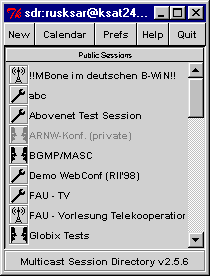 sdr:rusksar@ksat24...
New Calendar Prefs Help Quit
Public Sessions
!!MBone im deutschen B-WiN!!
abc
Abovenet Test Session
ARNW-Konf. (private)
BGMP/MASC
Demo WebConf (RII'98)
FAU - TV
FAU - Vorlesung Telekooperation
Globix Tests
Multicast Session Directory v2.5.6